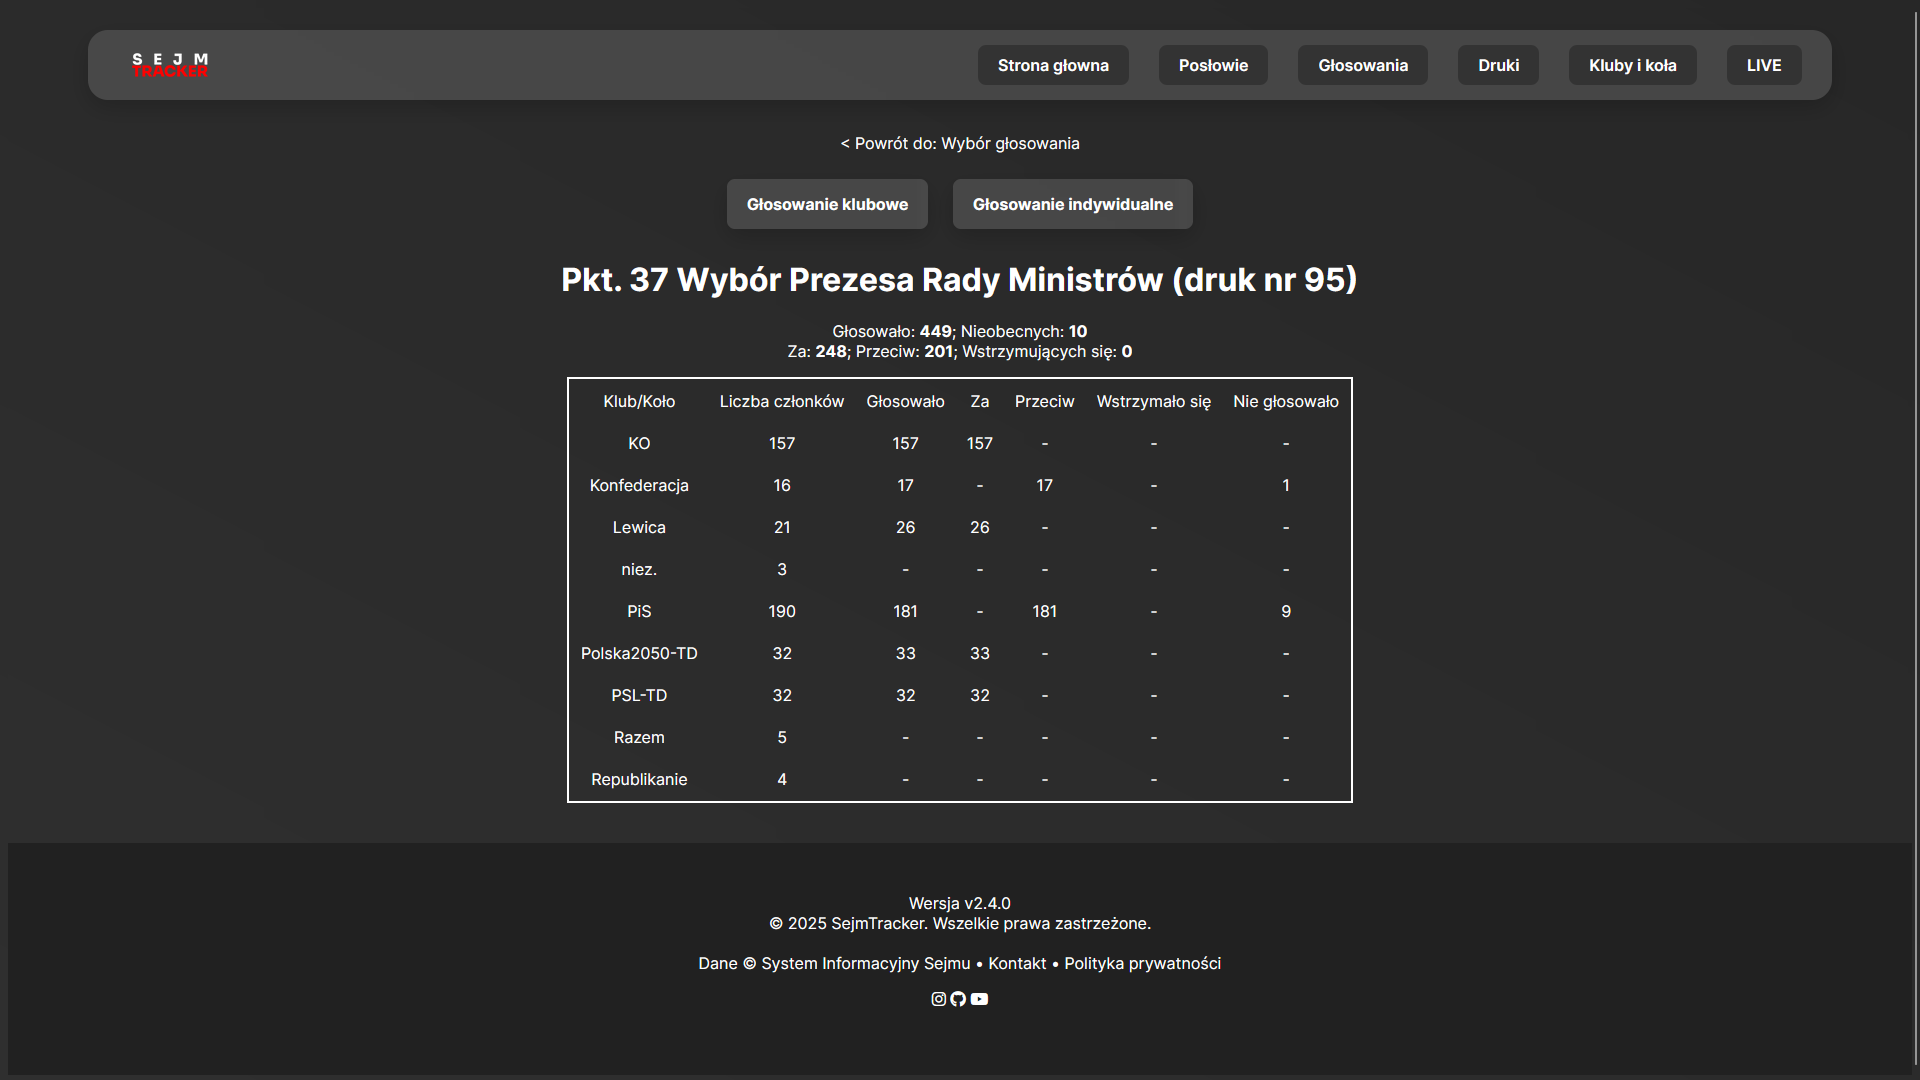 SEJM
TRACKER
Strona głowna Posłowie Głosowania Druki Kluby i koła LIVE
< Powrót do: Wybór głosowania
Głosowanie klubowe Głosowanie indywidualne
Pkt. 37 Wybór Prezesa Rady Ministrów (druk nr 95)
Głosowało: 449; Nieobecnych: 10
Za: 248; Przeciw: 201; Wstrzymujących się: 0
Klub/Koło Liczba członków Głosowało Za Przeciw Wstrzymało się Nie głosowało
KO 157 157 157 - - -
Konfederacja 16 17 - 17 - 1
Lewica 21 26 26 - - -
niez. 3 - - - - -
PiS 190 181 - 181 - 9
Polska2050-TD 32 33 33 - - -
PSL-TD 32 32 32 - - -
Razem 5 - - - - -
Republikanie 4 - - - - -
Wersja v2.4.0
© 2025 SejmTracker. Wszelkie prawa zastrzeżone.
Dane © System Informacyjny Sejmu • Kontakt • Polityka prywatności